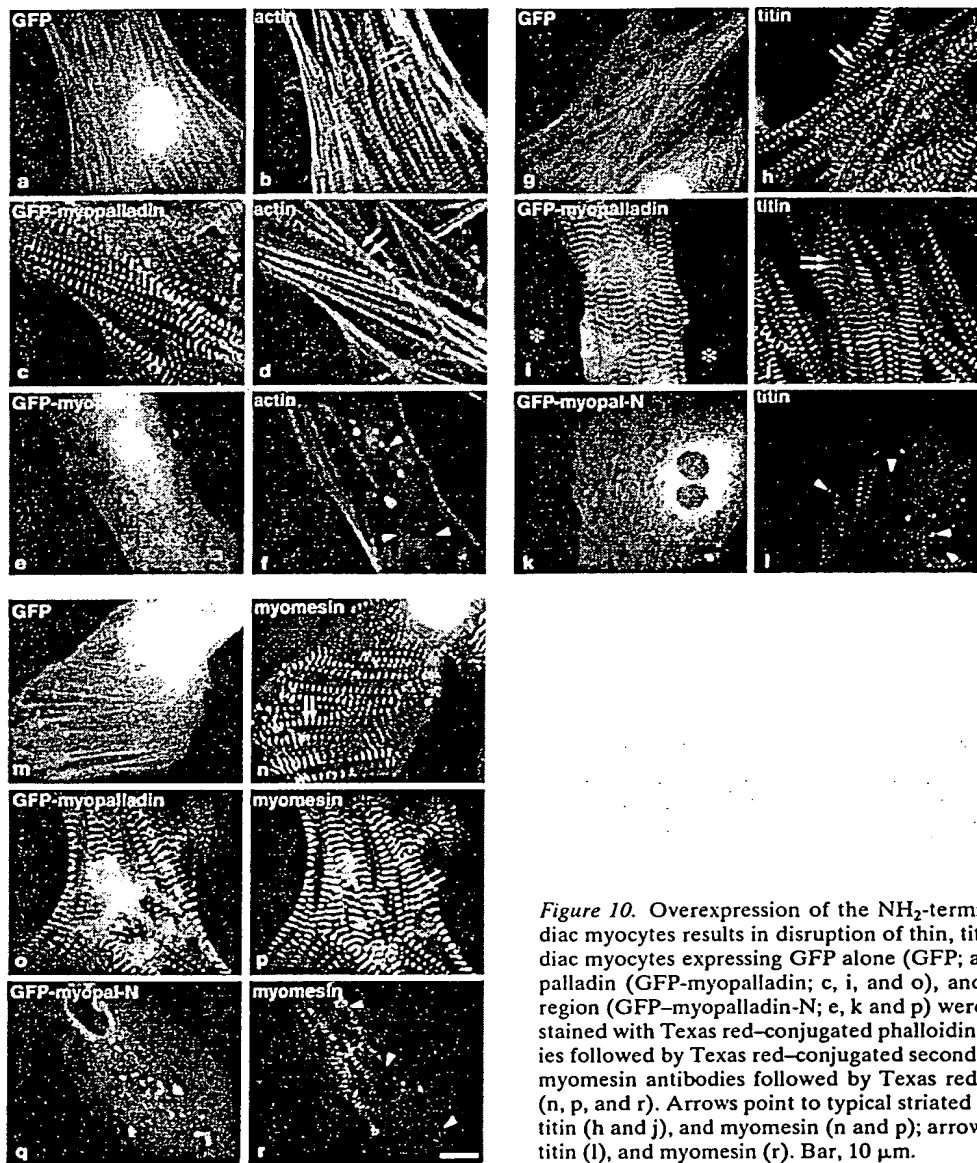 GFP
actin
a
b
GFP-myopalladin
actin
c
d
GFP-myo
actin
e
f
GFP
titin
g
h
GFP-myopalladin
titin
i
j
GFP-myopal-N
titin
k
l
GFP
myomesin
m
n
GFP-myopalladin
myomesin
o
p
GFP-myopal-N
myomesin
q
r
Figure 10. Overexpression of the NH2-termi
diac myocytes results in disruption of thin, tit
diac myocytes expressing GFP alone (GFP; a
palladin (GFP-myopalladin; c, i, and o), and
region (GFP–myopalladin-N; e, k and p) were
stained with Texas red–conjugated phalloidin
ies followed by Texas red–conjugated second
myomesin antibodies followed by Texas red
(n, p, and r). Arrows point to typical striated
titin (h and j), and myomesin (n and p); arrow
titin (l), and myomesin (r). Bar, 10 μm.